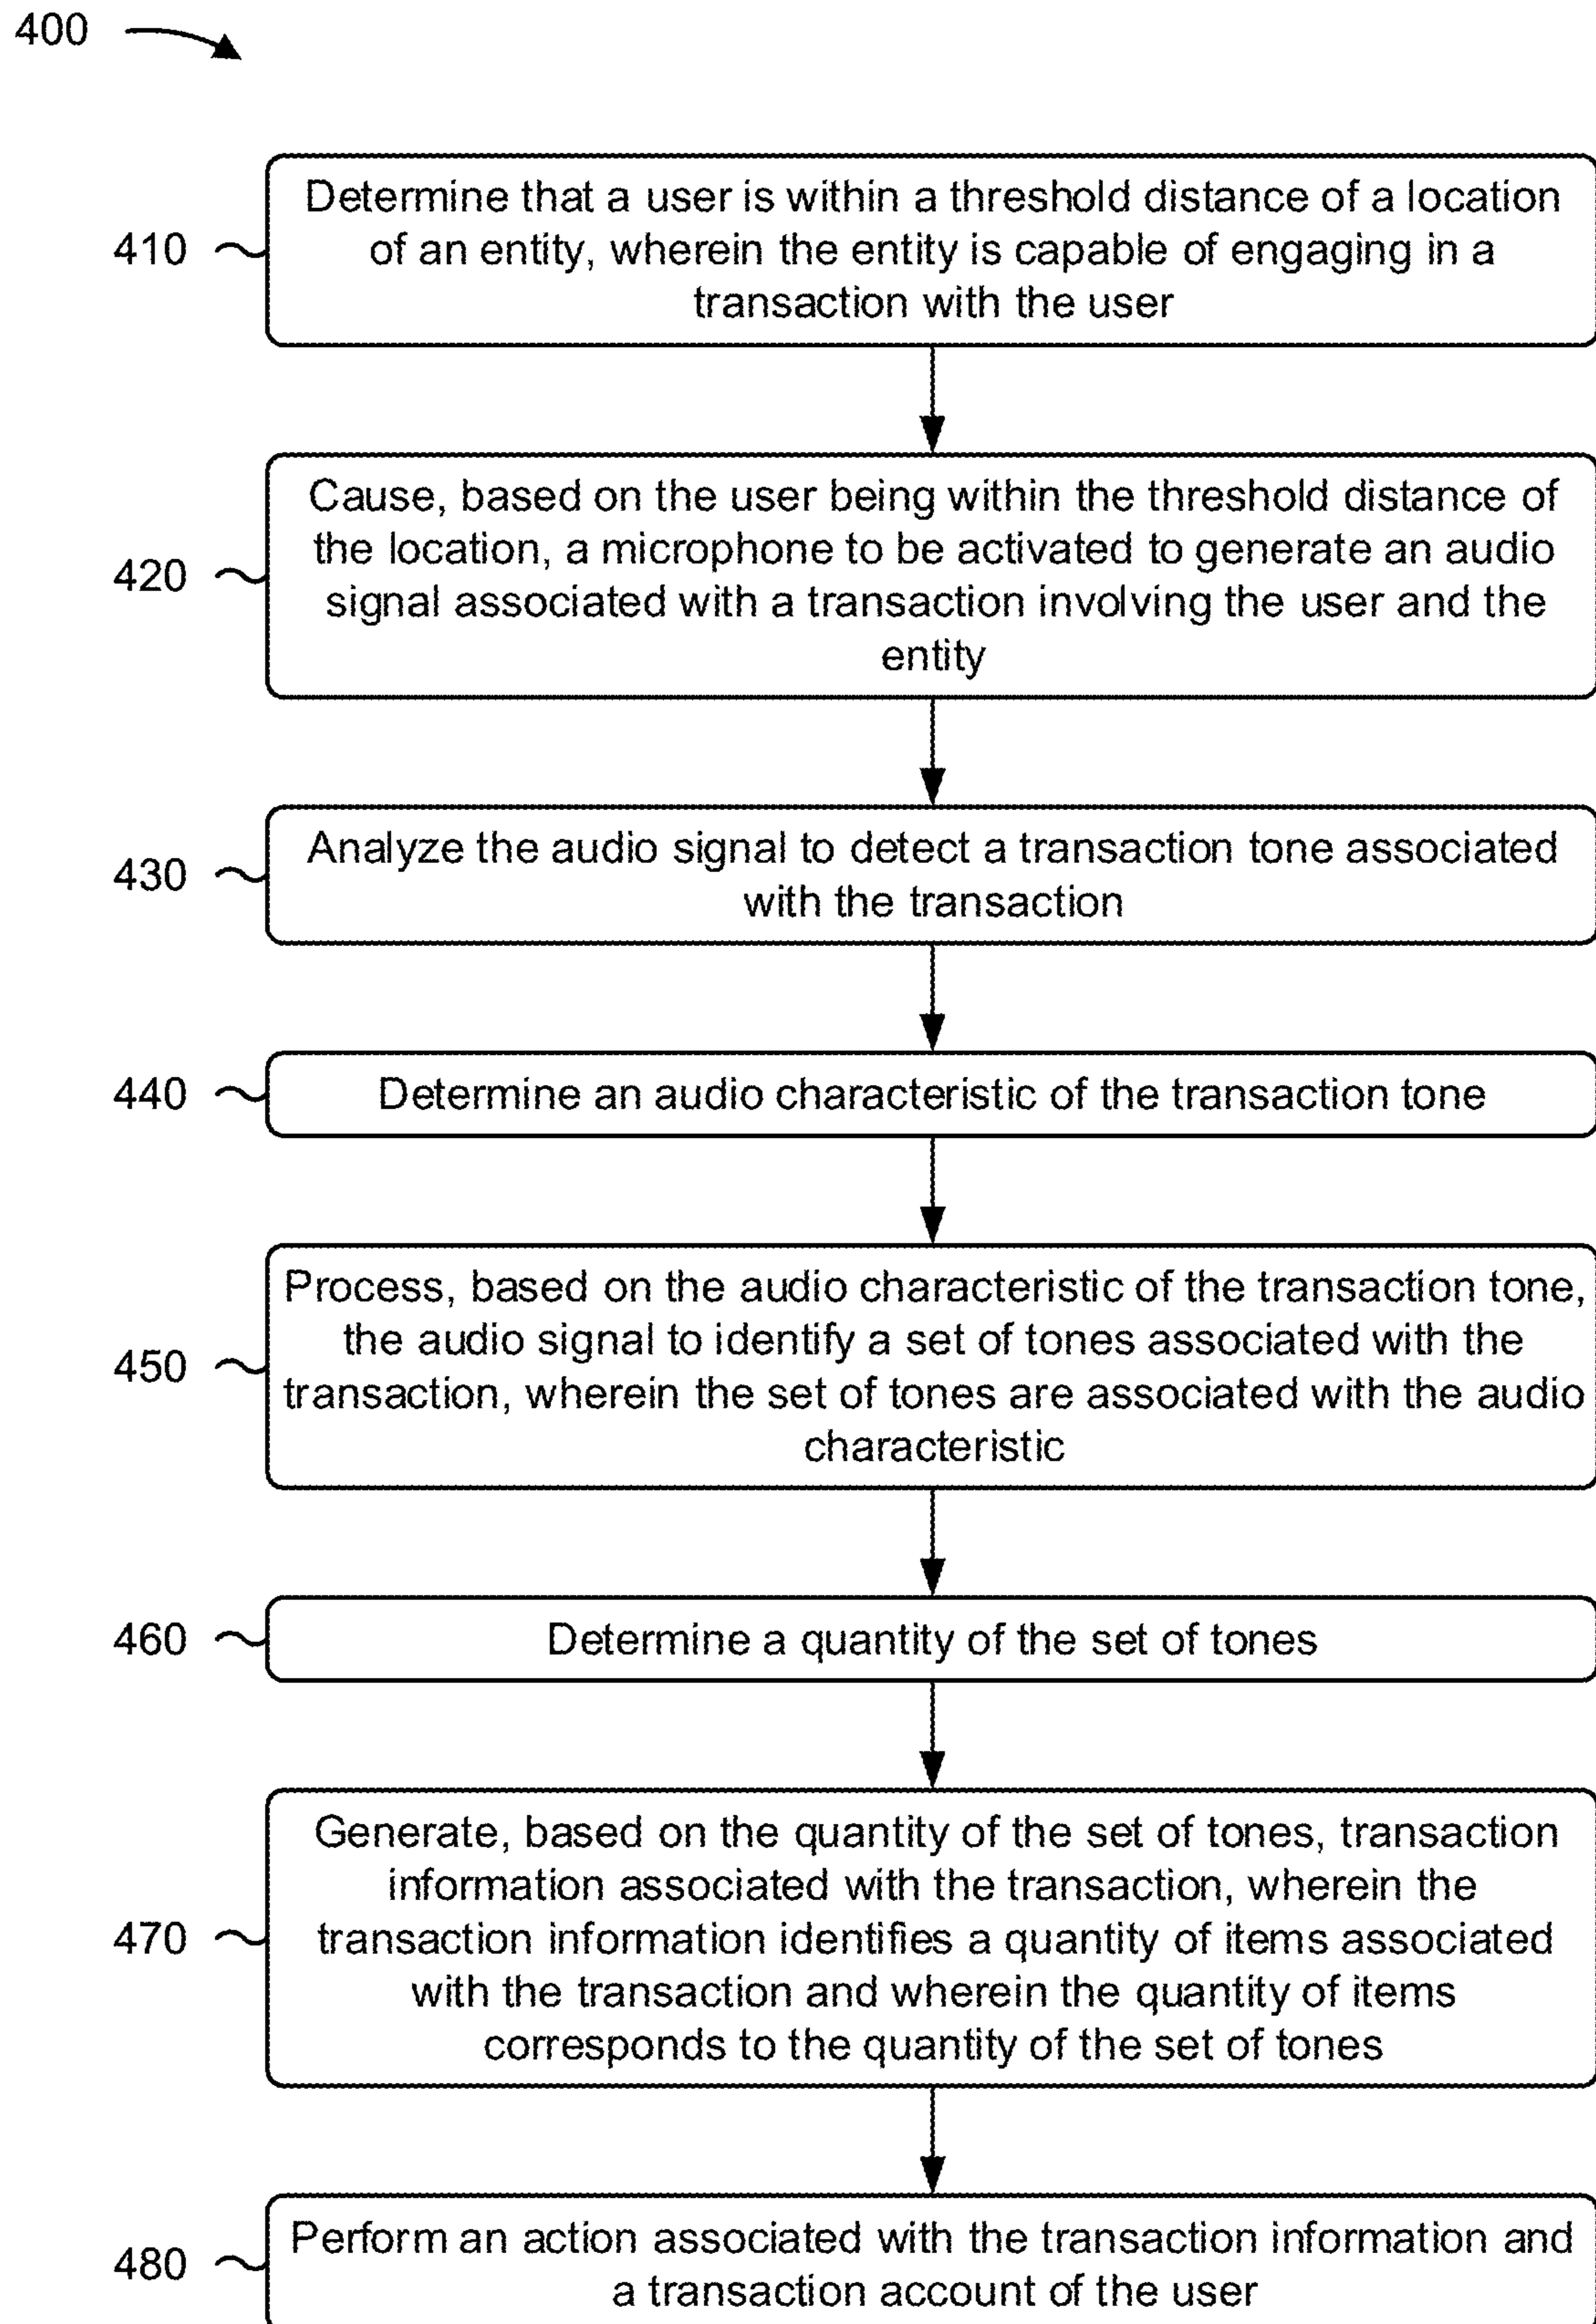 400
410
Determine that a user is within a threshold distance of a location
of an entity, wherein the entity is capable of engaging in a
transaction with the user
420
Cause, based on the user being within the threshold distance of
the location, a microphone to be activated to generate an audio
signal associated with a transaction involving the user and the
entity
430
Analyze the audio signal to detect a transaction tone associated
with the transaction
440
Determine an audio characteristic of the transaction tone
450
Process, based on the audio characteristic of the transaction tone,
the audio signal to identify a set of tones associated with the
transaction, wherein the set of tones are associated with the audio
characteristic
460
Determine a quantity of the set of tones
470
Generate, based on the quantity of the set of tones, transaction
information associated with the transaction, wherein the
transaction information identifies a quantity of items associated
with the transaction and wherein the quantity of items
corresponds to the quantity of the set of tones
480
Perform an action associated with the transaction information and
a transaction account of the user